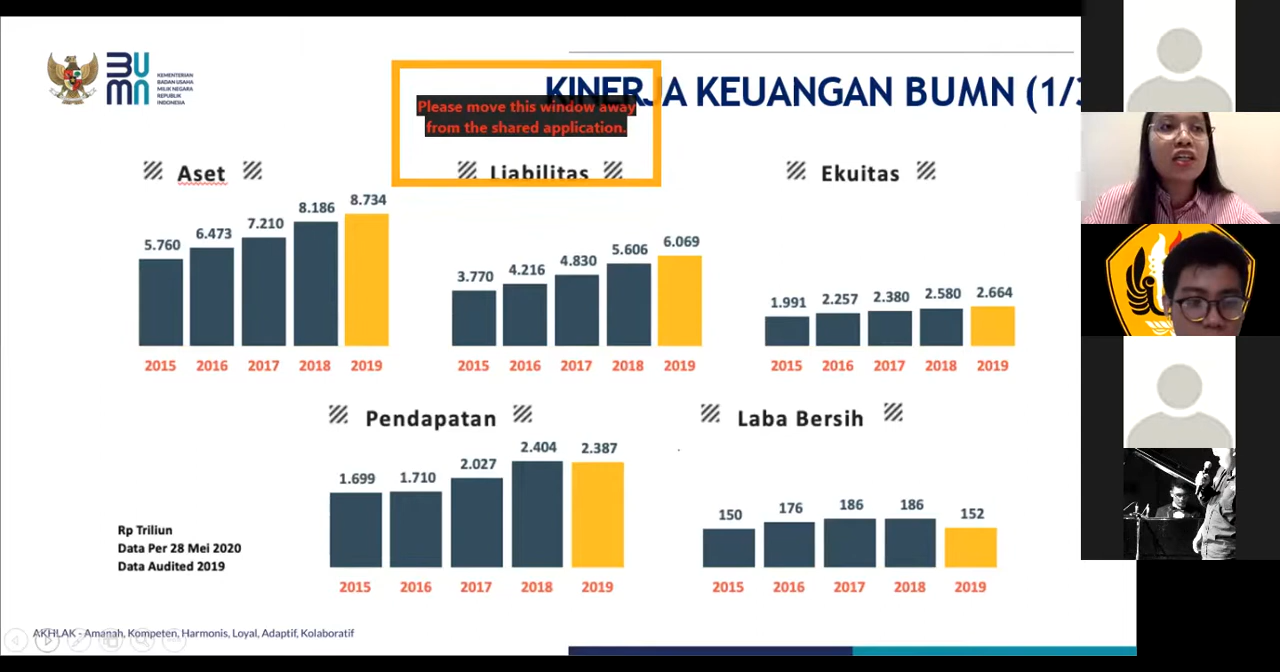 BUMN
KEMENTERIAN
BADAN USAHA
MILIK NEGARA
REPUBLIK
INDONESIA
KINERJA KEUANGAN BUMN (1/3
Please move this window away
from the shared application.
Aset
8.734
8.186
7.210
6.473
5.760
2015 2016 2017 2018 2019
Liabilitas
6.069
5.606
4.830
4.216
3.770
2015 2016 2017 2018 2019
Ekuitas
1.991 2.257 2.380 2.580 2.664
2015 2016 2017 2018 2019
Pendapatan
1.699 1.710 2.027 2.404 2.387
2015 2016 2017 2018 2019
Laba Bersih
150 176 186 186 152
2015 2016 2017 2018 2019
Rp Triliun
Data Per 28 Mei 2020
Data Audited 2019
AKHLAK - Amanah, Kompeten, Harmonis, Loyal, Adaptif, Kolaboratif